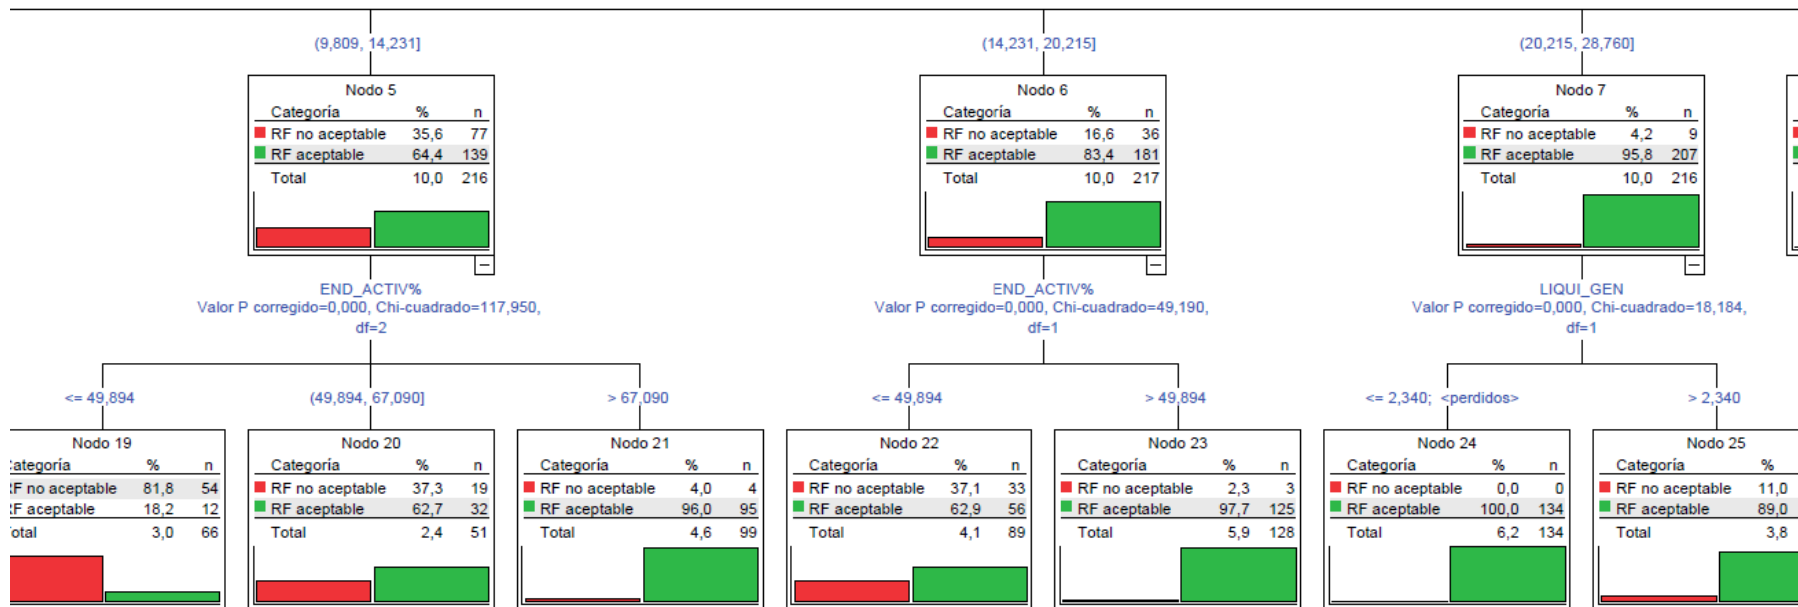 (9,809, 14,231]
(14,231, 20,215]
(20,215, 28,760]
Nodo 5
Categoría % n
RF no aceptable 35,6 77
RF aceptable 64,4 139
Total 10,0 216
Nodo 6
Categoría % n
RF no aceptable 16,6 36
RF aceptable 83,4 181
Total 10,0 217
Nodo 7
Categoría % n
RF no aceptable 4,2 9
RF aceptable 95,8 207
Total 10,0 216
END_ACTIV%
Valor P corregido=0,000, Chi-cuadrado=117,950,
df=2
END_ACTIV%
Valor P corregido=0,000, Chi-cuadrado=49,190,
df=1
LIQUI_GEN
Valor P corregido=0,000, Chi-cuadrado=18,184,
df=1
<= 49,894
(49,894, 67,090]
> 67,090
<= 49,894
> 49,894
<= 2,340; <perdidos>
> 2,340
Nodo 19
Categoría % n
RF no aceptable 81,8 54
RF aceptable 18,2 12
Total 3,0 66
Nodo 20
Categoría % n
RF no aceptable 37,3 19
RF aceptable 62,7 32
Total 2,4 51
Nodo 21
Categoría % n
RF no aceptable 4,0 4
RF aceptable 96,0 95
Total 4,6 99
Nodo 22
Categoría % n
RF no aceptable 37,1 33
RF aceptable 62,9 56
Total 4,1 89
Nodo 23
Categoría % n
RF no aceptable 2,3 3
RF aceptable 97,7 125
Total 5,9 128
Nodo 24
Categoría % n
RF no aceptable 0,0 0
RF aceptable 100,0 134
Total 6,2 134
Nodo 25
Categoría %
RF no aceptable 11,0
RF aceptable 89,0
Total 3,8